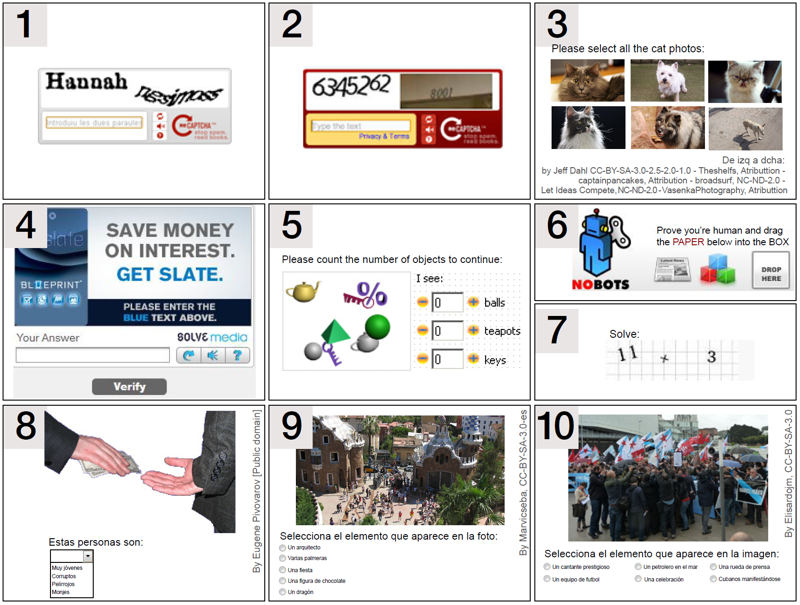 1
Hannah
Introduïu les dues paraules
reCAPTCHA™
stop spam.
read books.
2
6345262 8001
Type the text
Privacy & Terms
reCAPTCHA™
stop spam.
read books.
3
Please select all the cat photos:
De izq a dcha:
by Jeff Dahl CC-BY-SA-3.0-2.5-2.0-1.0 - Theshelfs, Atributtion -
captainpancakes, Attribution - broadsurf, NC-ND-2.0 -
Let Ideas Compete, NC-ND-2.0 - VasenkaPhotography, Atributtion
4
slate
BLUEPRINT
SAVE MONEY
ON INTEREST.
GET SLATE.
PLEASE ENTER THE
BLUE TEXT ABOVE.
Your Answer
SOLVE media
?
Verify
5
Please count the number of objects to continue:
I see:
0 balls
0 teapots
0 keys
6
NOBOTS
Prove you're human and drag
the PAPER below into the BOX
Latest News
DROP
HERE
7
Solve:
11 x 3
8
By Eugene Pivovarov [Public domain]
Estas personas son:
Muy jóvenes
Corruptos
Pelirrojos
Monjes
9
By Marvicseba, CC-BY-SA-3.0-es
Selecciona el elemento que aparece en la foto:
Un arquitecto
Varias palmeras
Una fiesta
Una figura de chocolate
Un dragón
10
By Elisardojm, CC-BY-SA-3.0
Selecciona el elemento que aparece en la imagen:
Un cantante prestigioso
Un petrolero en el mar
Una rueda de prensa
Un equipo de futbol
Una celebración
Cubanos manifestándose